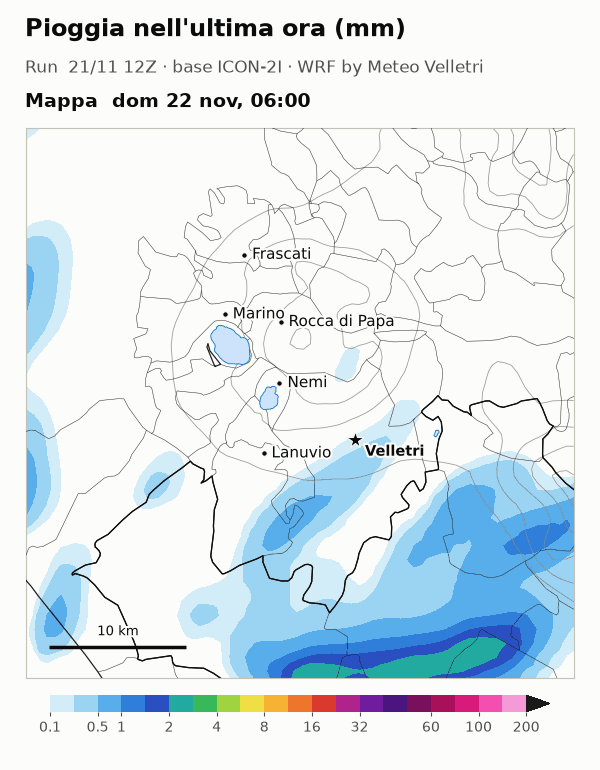 Pioggia nell'ultima ora (mm)
Run  21/11 12Z · base ICON-2I · WRF by Meteo Velletri
Mappa  dom 22 nov, 06:00
Frascati
Marino
Rocca di Papa
Nemi
Velletri
Lanuvio
10 km
0.1 0.5 1 2 4 8 16 32 60 100 200